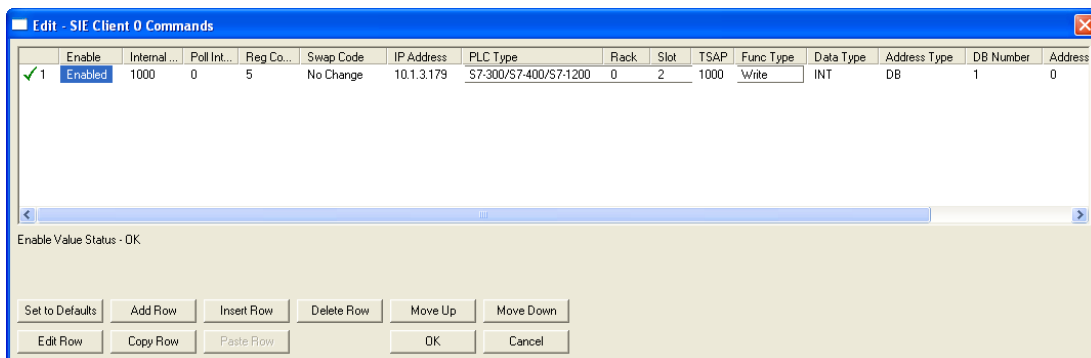 Edit - SIE Client 0 Commands
Enable Internal ... Poll Int... Reg Co... Swap Code IP Address PLC Type Rack Slot TSAP Func Type Data Type Address Type DB Number Address
1 Enabled 1000 0 5 No Change 10.1.3.179 S7-300/S7-400/S7-1200 0 2 1000 Write INT DB 1 0
Enable Value Status - OK
Set to Defaults Add Row Insert Row Delete Row Move Up Move Down
Edit Row Copy Row Paste Row OK Cancel